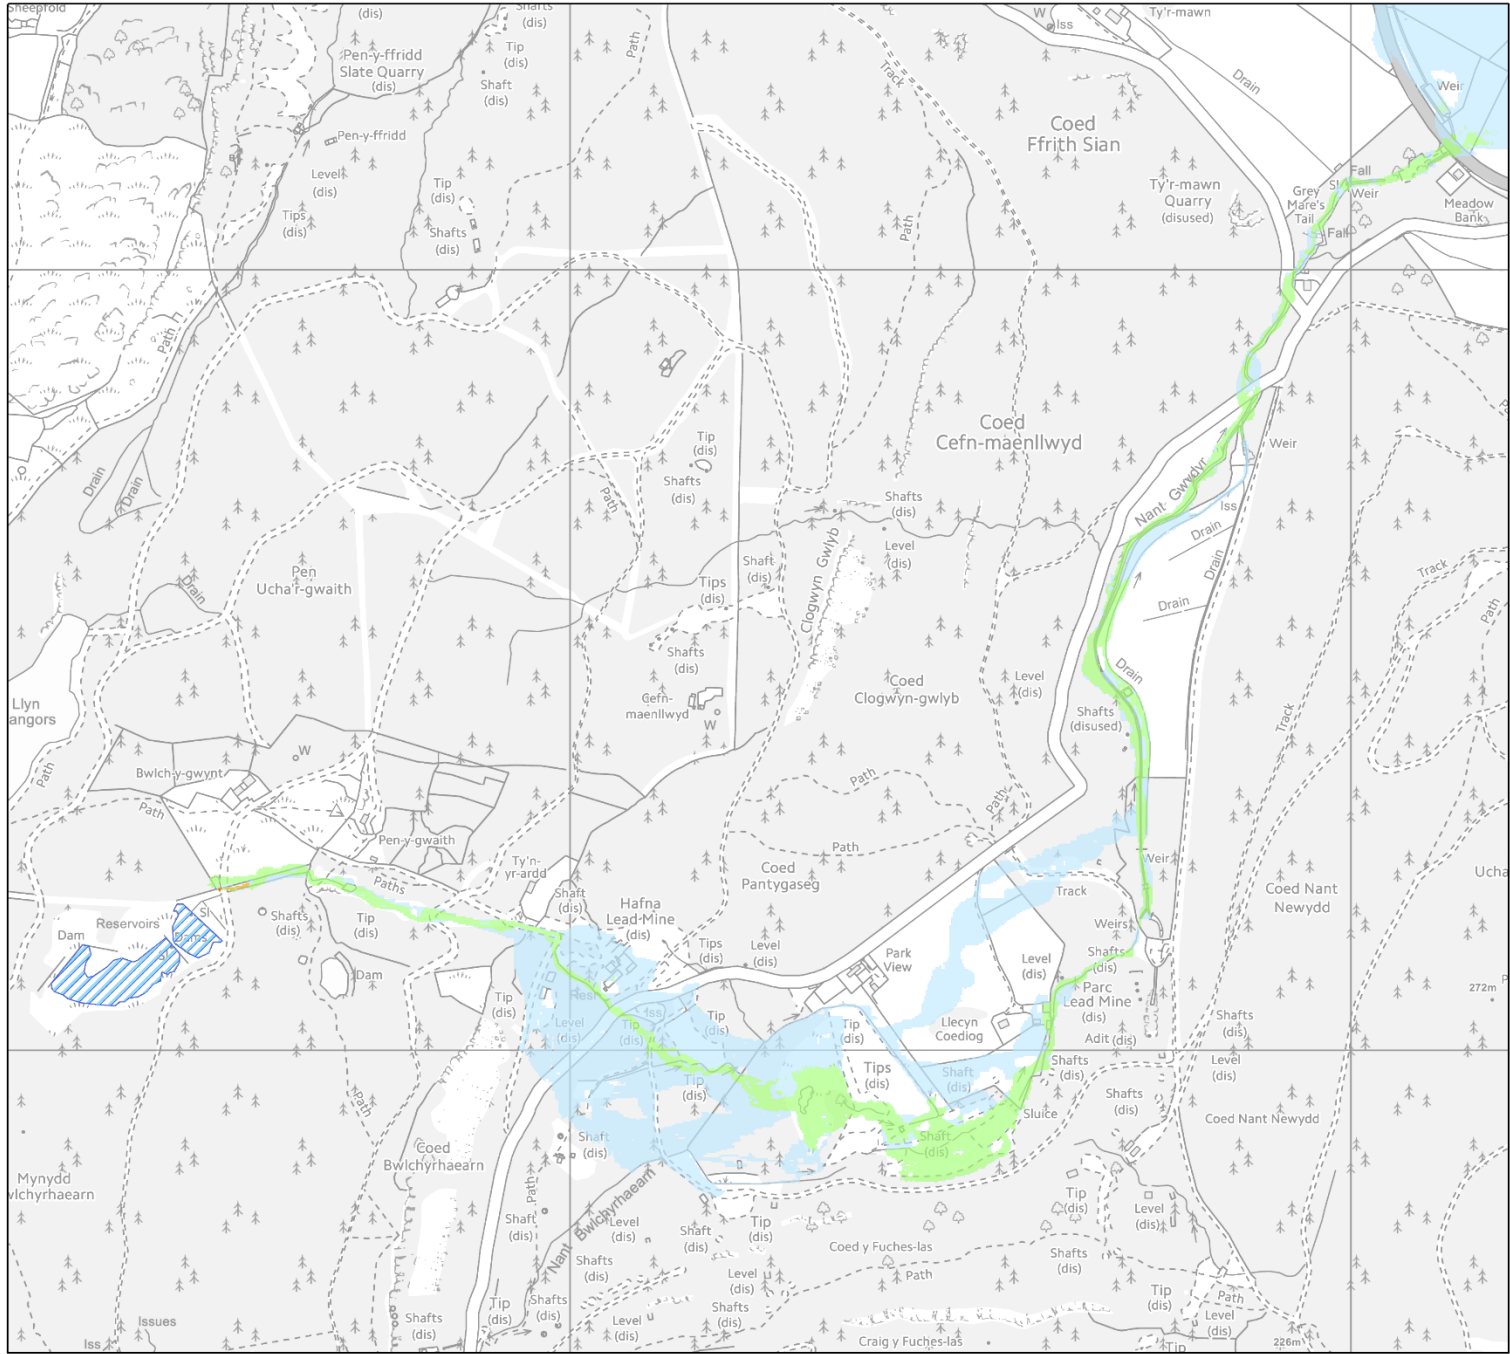 Sheepfold
(dis)
Shafts
(dis)
Tip
(dis)
Path
W
Iss
Ty'r-mawn
Pen-y-ffridd
Slate Quarry
(dis)
Shaft
(dis)
Track
Drain
Weir
Pen-y-ffridd
Coed
Ffrith Sian
Level
(dis)
Tip
(dis)
Ty'r-mawn
Quarry
(disused)
Grey
Mare's
Tail
Fall
Weir
Fall
Meadow
Bank
Tips
(dis)
Shafts
(dis)
Path
Path
Coed
Cefn-maenllwyd
Tip
(dis)
Shafts
(dis)
Weir
Drain
Drain
Path
Nant Gwydyr
Shafts
(dis)
Iss
Drain
Level
(dis)
Clogwyn Gwlyb
Drain
Shaft
(dis)
Pen
Ucha'r-gwaith
Drain
Tips
(dis)
Drain
Track
Path
Shafts
(dis)
Drain
Level
(dis)
Coed
Clogwyn-gwlyb
Cefn-
maenllwyd
W
Llyn
angors
Shafts
(disused)
Track
W
Bwlch-y-gwynt
Path
Path
Path
Path
Pen-y-gwaith
Path
Paths
Ty'n-
yr-ardd
Coed
Pantygaseg
Weir
Track
Coed Nant
Newydd
Ucha
Shaft
(dis)
Hafna
Lead Mine
(dis)
Reservoirs
Sl
Dam
Dams
Sl
Shafts
(dis)
Tip
(dis)
Weirs
Tips
(dis)
Level
(dis)
Park
View
Level
(dis)
Shafts
(dis)
Dam
Parc
Lead Mine
(dis)
272m
Tip
(dis)
Resr
Iss
Level
(dis)
Tip
(dis)
Tip
(dis)
Tip
(dis)
Llecyn
Coediog
Adit (dis)
Shafts
(dis)
Level
(dis)
Tips
(dis)
Shaft
(dis)
Shafts
(dis)
Tip
(dis)
Path
Sluice
Shafts
(dis)
Coed Nant Newydd
Shaft
(dis)
Shaft
(dis)
Coed
Bwlchyrhaearn
Mynydd
wlchyrhaearn
Path
Nant Bwlchyrhaearn
Tip
(dis)
Level
(dis)
Shaft
(dis)
Level
(dis)
Shaft
(dis)
Tip
(dis)
Coed y Fuches-las
Shafts
(dis)
Shafts
(dis)
Level
(dis)
Path
Tip
(dis)
Path
Tip
(dis)
Shafts
(dis)
Shafts
(dis)
Level
(dis)
Shafts
(dis)
Level
(dis)
Issues
Iss
Craig y Fuches-las
Tip
226m